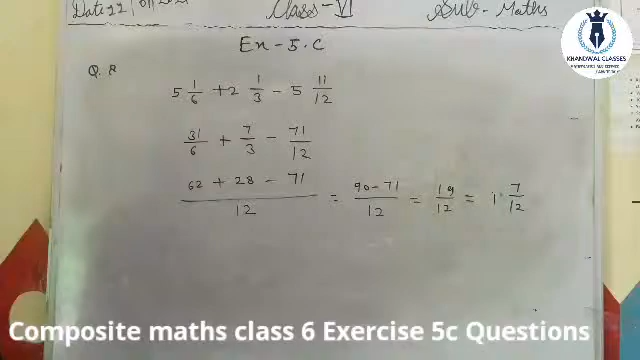 Class-VI
Sub-Maths
Ex-5.C
KHANDWAL CLASSES
5 1/6 + 2 1/3 - 5 11/12
31/6 + 7/3 - 71/12
62 + 28 - 71 / 12 = 90-71 / 12 = 19/12 = 1 7/12
Composite maths class 6 Exercise 5c Questions